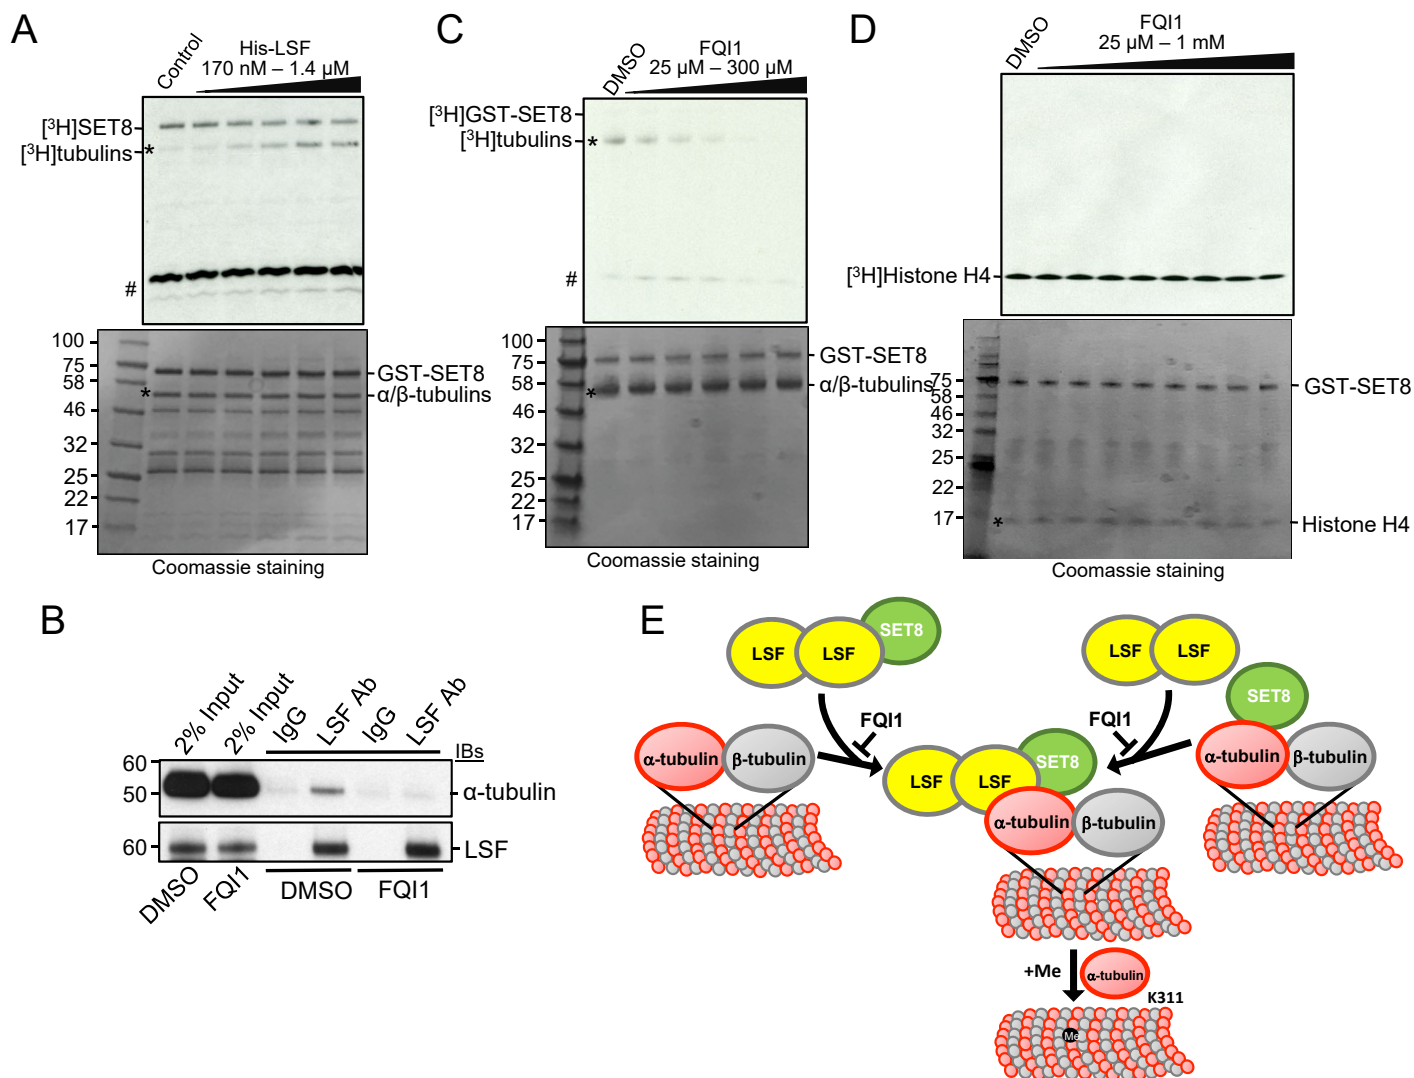 A
Control
His-LSF
170 nM – 1.4 µM
[³H]SET8
[³H]tubulins
*
#
100
75
58
46
32
25
22
17
*
GST-SET8
α/β-tubulins
Coomassie staining
C
DMSO
FQI1
25 µM – 300 µM
[³H]GST-SET8
[³H]tubulins
*
#
100
75
58
46
32
25
22
17
*
GST-SET8
α/β-tubulins
Coomassie staining
D
DMSO
FQI1
25 µM – 1 mM
[³H]Histone H4
75
58
46
32
25
22
17
*
GST-SET8
Histone H4
Coomassie staining
B
2% Input
2% Input
IgG
LSF Ab
IgG
LSF Ab
IBs
60
50
α-tubulin
60
LSF
DMSO
FQI1
DMSO
FQI1
E
LSF
LSF
SET8
FQI1
α-tubulin
β-tubulin
LSF
LSF
SET8
FQI1
α-tubulin
β-tubulin
LSF
LSF
SET8
α-tubulin
β-tubulin
+Me
α-tubulin
K311
Me